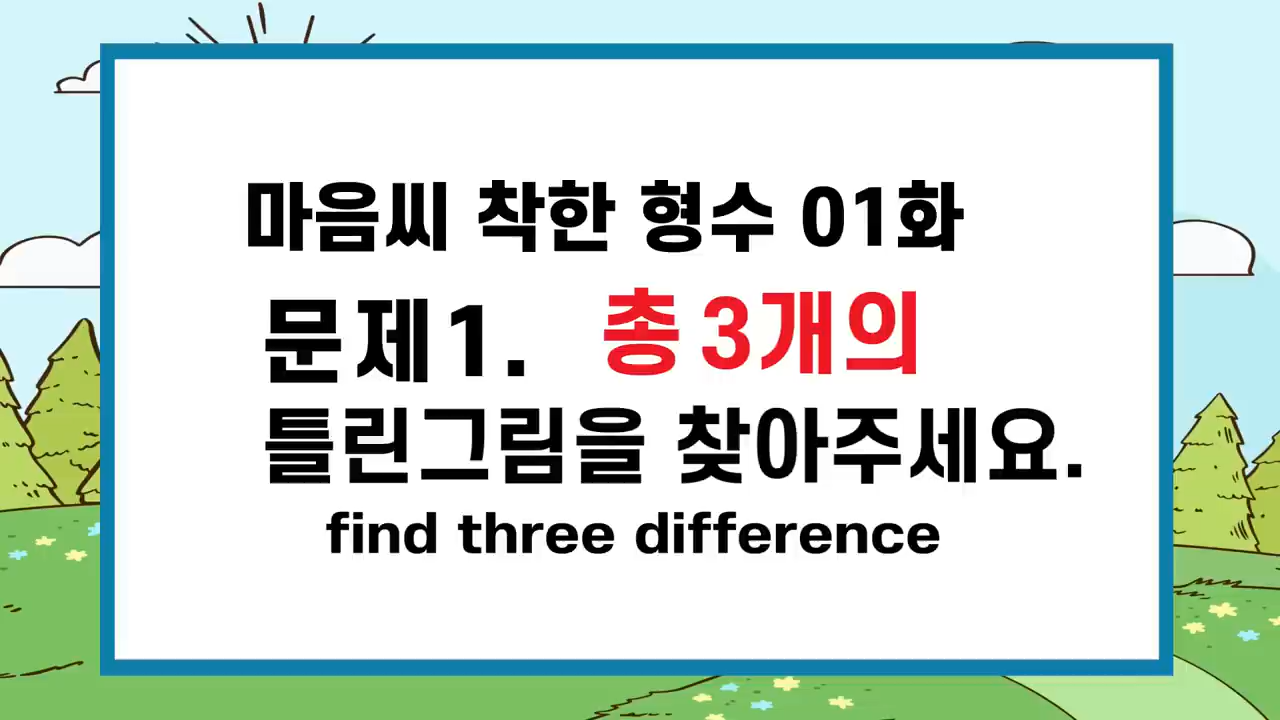 마음씨 착한 형수 01화
문제1. 총3개의
틀린그림을 찾아주세요.
find three difference